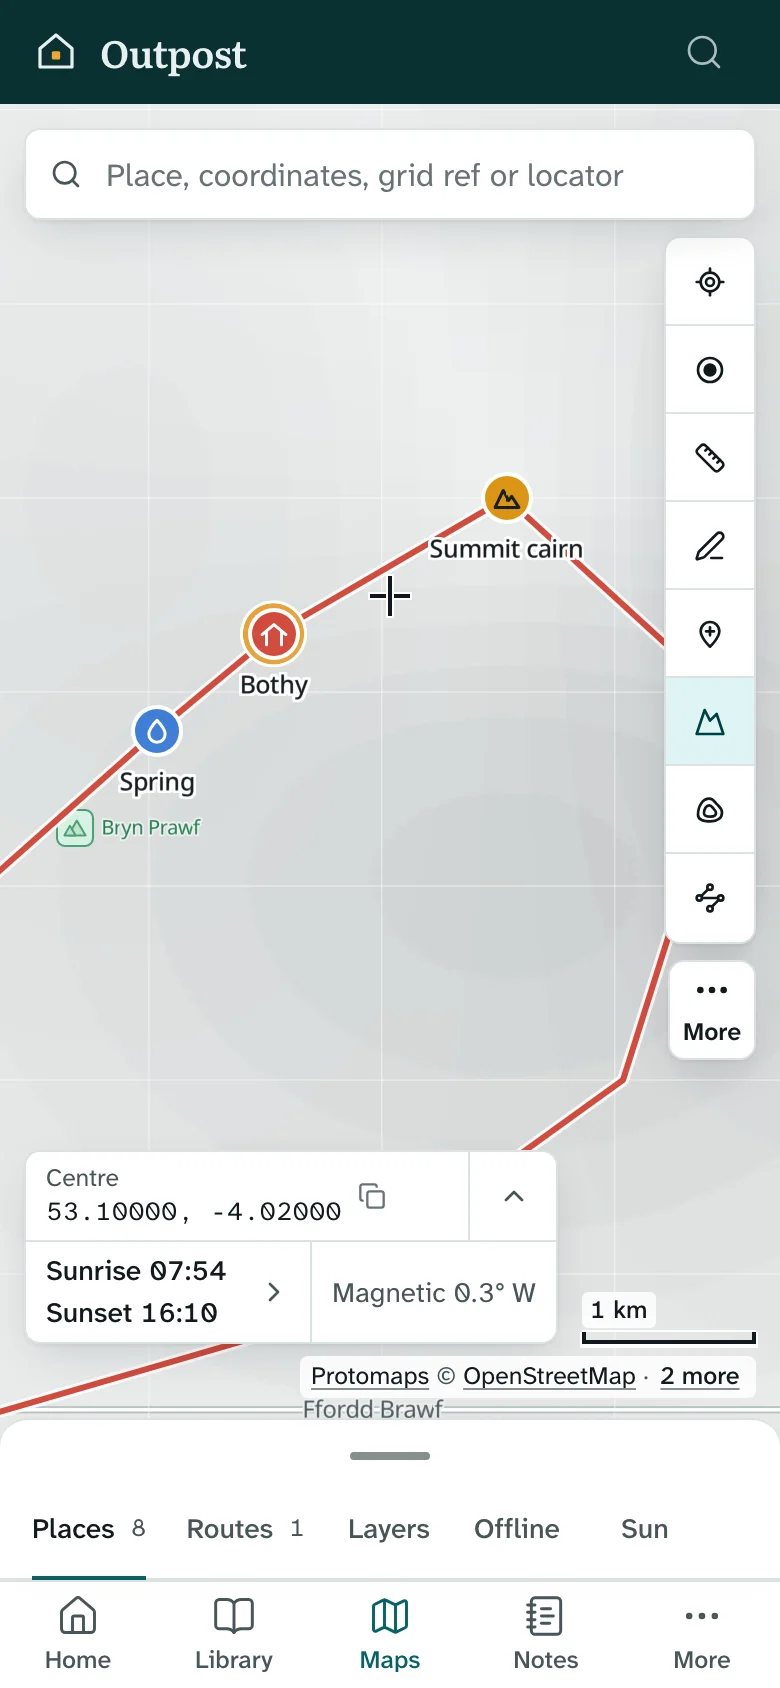 Outpost
Place, coordinates, grid ref or locator
Summit cairn
Bothy
Spring
Bryn Prawf
More
Centre
53.10000, -4.02000
Sunrise 07:54
Sunset 16:10
Magnetic 0.3° W
1 km
Protomaps © OpenStreetMap · 2 more
Ffordd Brawf
Places 8 Routes 1 Layers Offline Sun
Home Library Maps Notes More